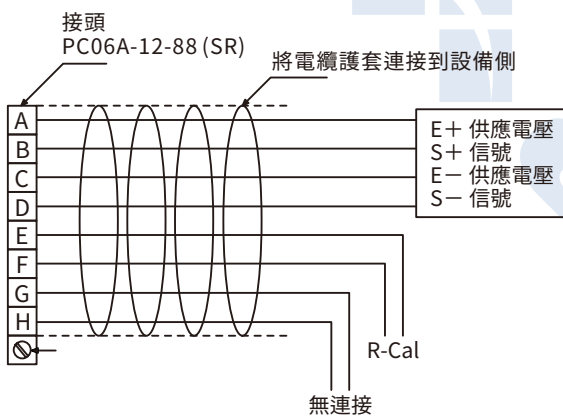 接頭
PC06A-12-88 (SR)
將電纜護套連接到設備側
A
B
C
D
E
F
G
H
E＋ 供應電壓
S＋ 信號
E－ 供應電壓
S－ 信號
R-Cal
無連接